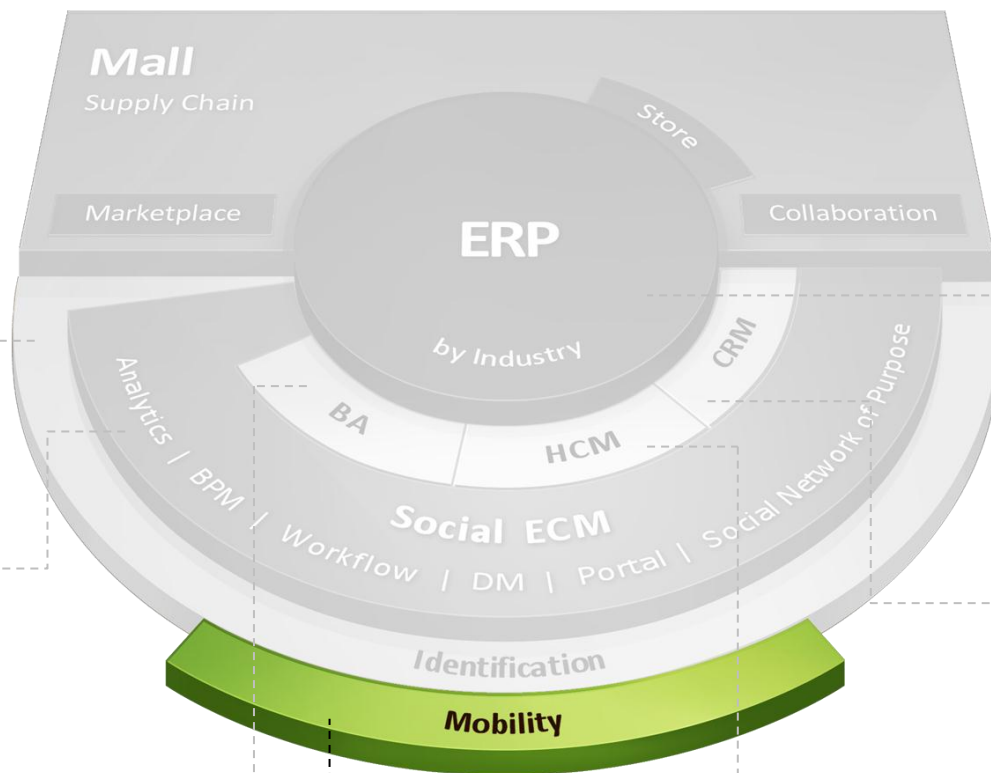 Mall
Supply Chain
Store
Marketplace
Collaboration
ERP
by Industry
CRM
BA
HCM
Social ECM
Analytics | BPM | Workflow | DM | Portal | Social Network of Purpose
Identification
Mobility